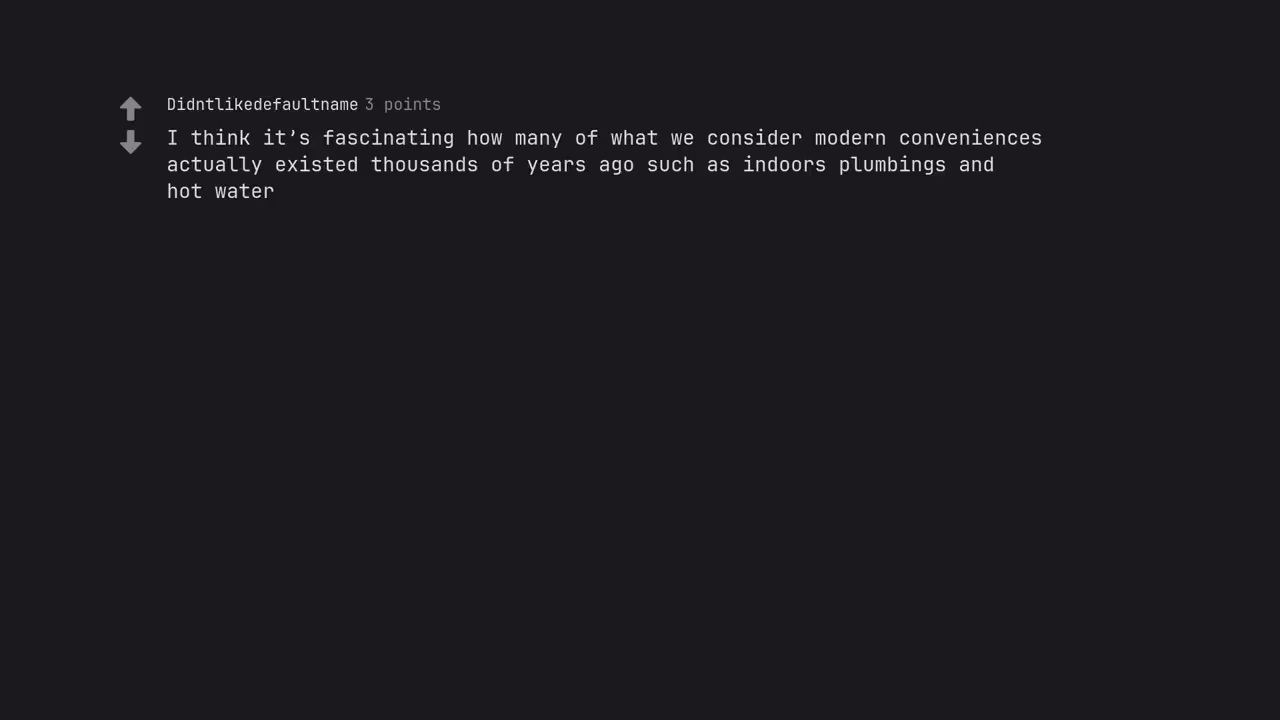 Didntlikedefaultname 3 points
I think it’s fascinating how many of what we consider modern conveniences
actually existed thousands of years ago such as indoors plumbings and
hot water